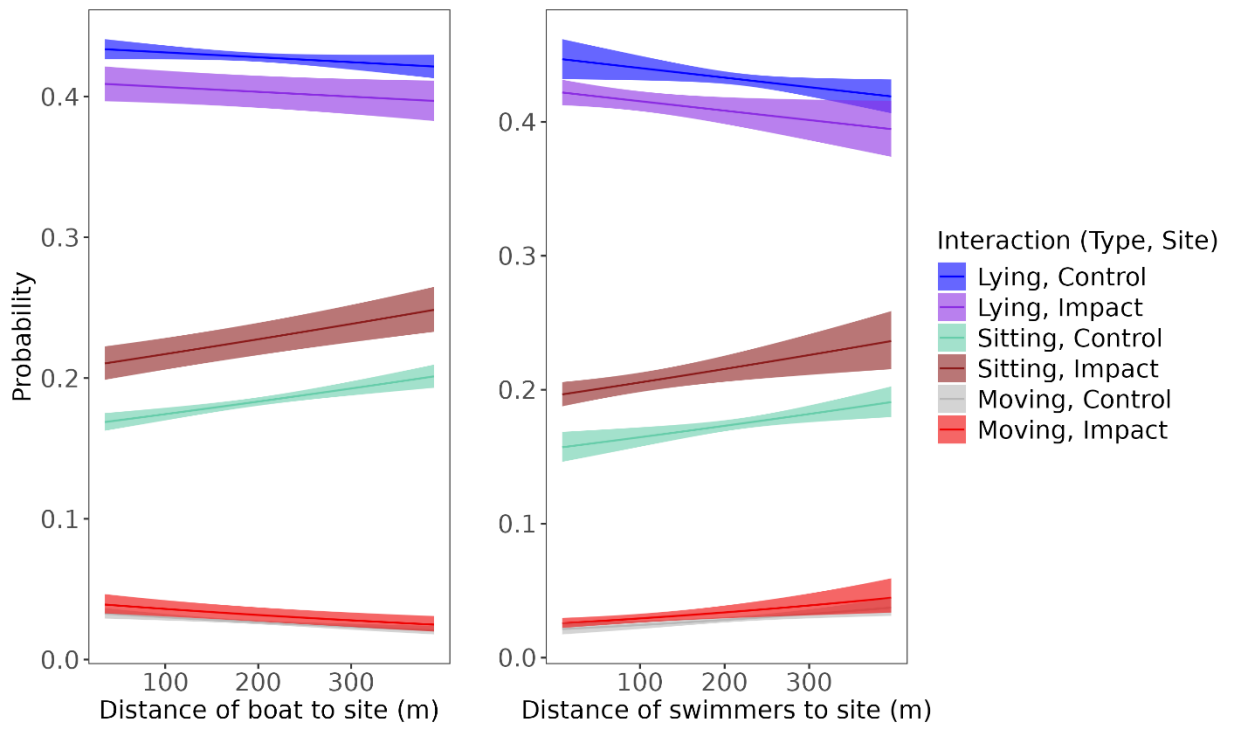 Probability
0.4
0.3
0.2
0.1
0.0
100 200 300
Distance of boat to site (m)
0.4
0.3
0.2
0.1
0.0
100 200 300
Distance of swimmers to site (m)
Interaction (Type, Site)
Lying, Control
Lying, Impact
Sitting, Control
Sitting, Impact
Moving, Control
Moving, Impact